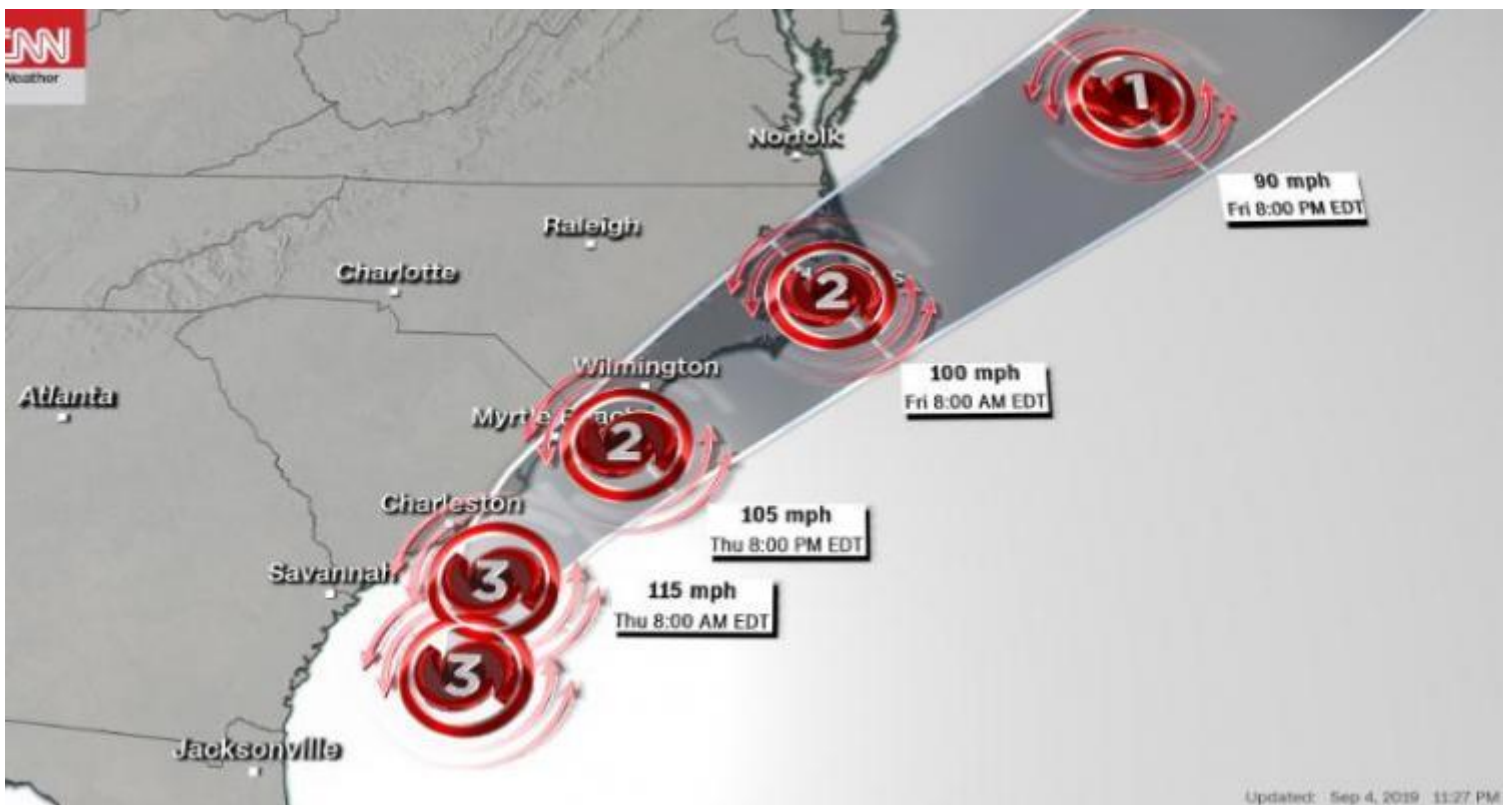 CNN
Weather
Norfolk
1
90 mph
Fri 8:00 PM EDT
Raleigh
Charlotte
2
100 mph
Fri 8:00 AM EDT
Wilmington
Atlanta
Myrtle Beach
2
Charleston
105 mph
Thu 8:00 PM EDT
Savannah
3
115 mph
Thu 8:00 AM EDT
3
Jacksonville
Updated: Sep 4, 2019 11:27 PM